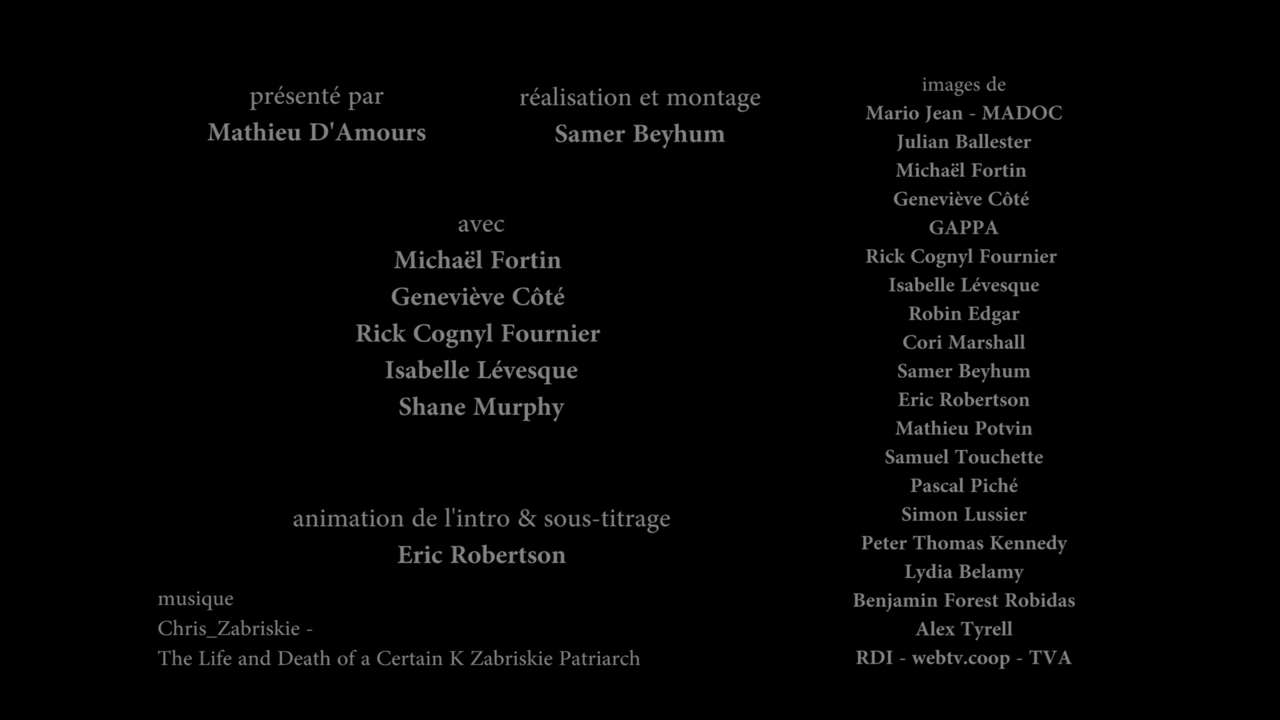 présenté par
Mathieu D'Amours
réalisation et montage
Samer Beyhum
avec
Michaël Fortin
Geneviève Côté
Rick Cognyl Fournier
Isabelle Lévesque
Shane Murphy
animation de l'intro & sous-titrage
Eric Robertson
musique
Chris_Zabriskie -
The Life and Death of a Certain K Zabriskie Patriarch
images de
Mario Jean - MADOC
Julian Ballester
Michaël Fortin
Geneviève Côté
GAPPA
Rick Cognyl Fournier
Isabelle Lévesque
Robin Edgar
Cori Marshall
Samer Beyhum
Eric Robertson
Mathieu Potvin
Samuel Touchette
Pascal Piché
Simon Lussier
Peter Thomas Kennedy
Lydia Belamy
Benjamin Forest Robidas
Alex Tyrell
RDI - webtv.coop - TVA